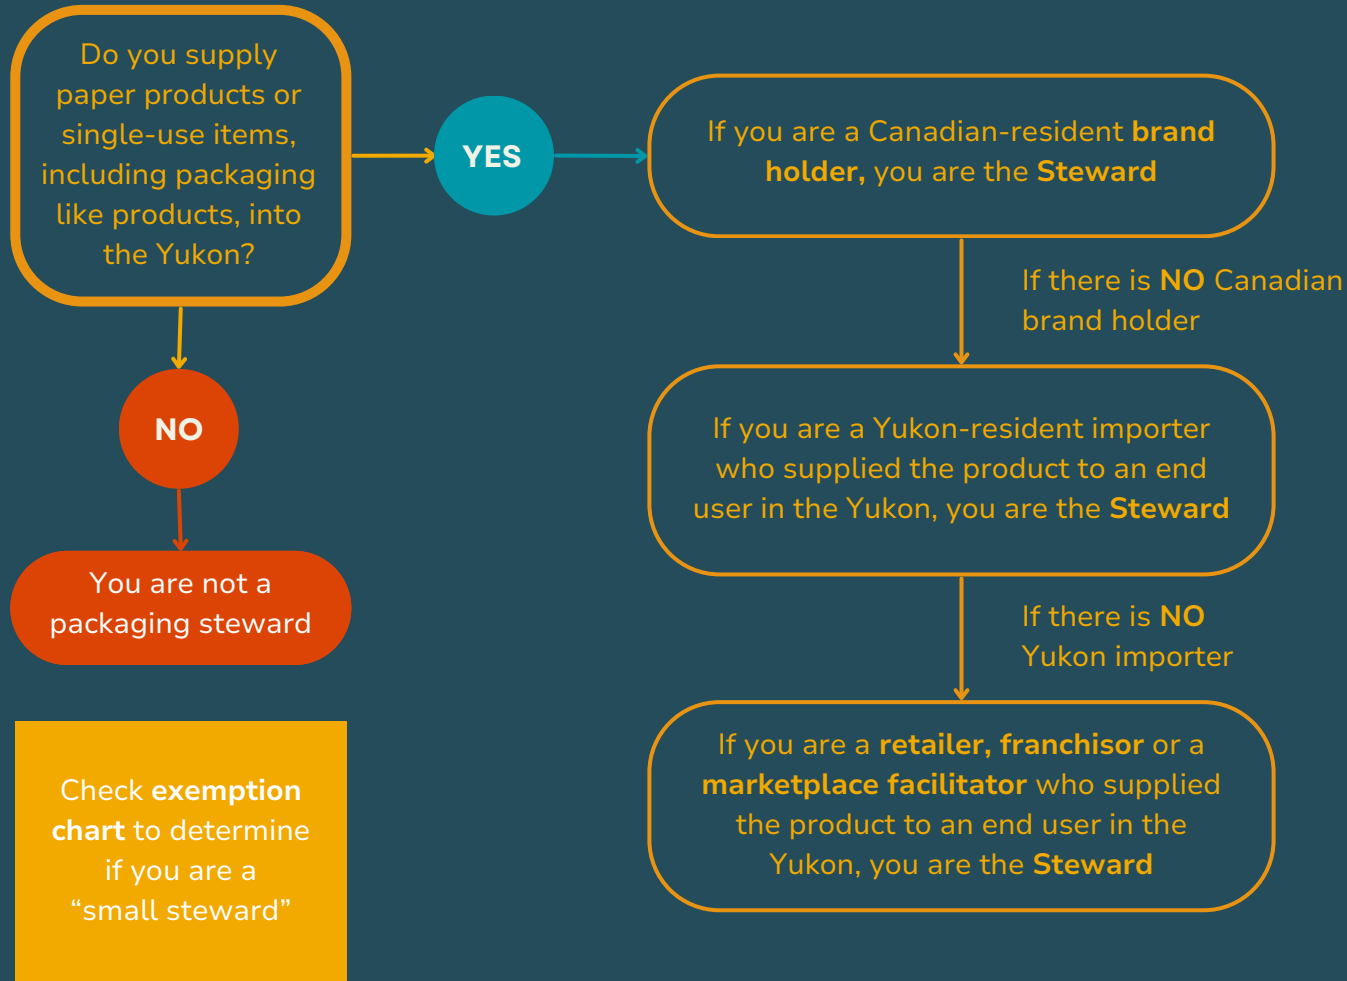 Do you supply
paper products or
single-use items,
including packaging
like products, into
the Yukon?
YES
If you are a Canadian-resident brand
holder, you are the Steward
If there is NO Canadian
brand holder
NO
If you are a Yukon-resident importer
who supplied the product to an end
user in the Yukon, you are the Steward
You are not a
packaging steward
If there is NO
Yukon importer
If you are a retailer, franchisor or a
marketplace facilitator who supplied
the product to an end user in the
Yukon, you are the Steward
Check exemption
chart to determine
if you are a
“small steward”